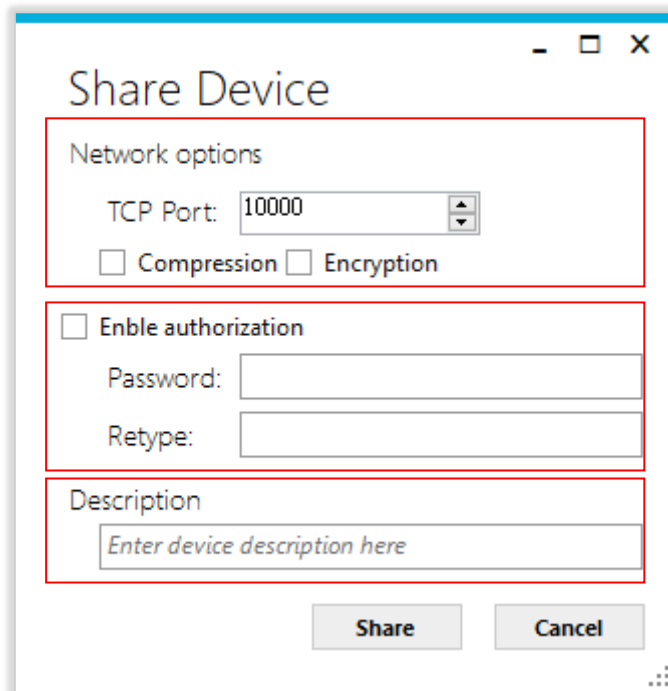 Share Device
Network options
TCP Port: 10000
Compression Encryption
Enble authorization
Password:
Retype:
Description
Enter device description here
Share Cancel